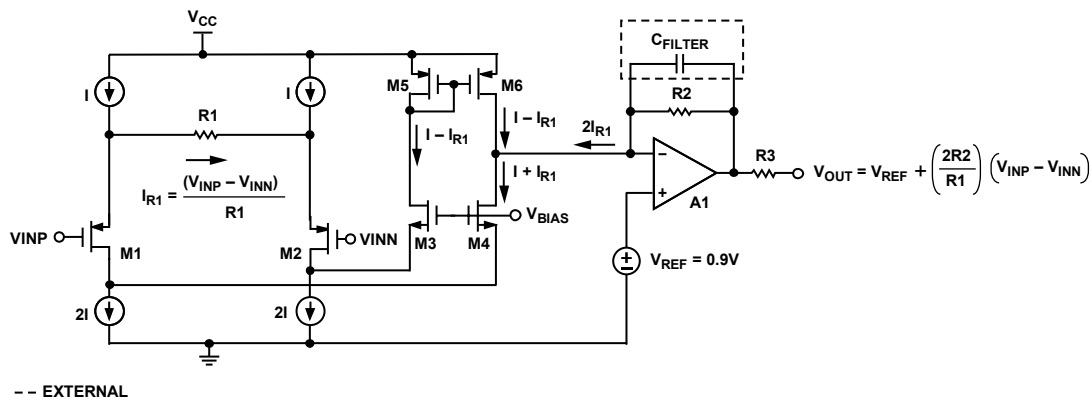 VCC
CFILTER
M5
M6
I
R1
I
R2
I – IR1
I – IR1
2IR1
R3
IR1 = (VINP – VINN)
R1
I + IR1
–
+
A1
VOUT = VREF + (2R2/R1) (VINP – VINN)
VBIAS
VINP
M1
M2
VINN
M3
M4
VREF = 0.9V
2I
2I
– – EXTERNAL